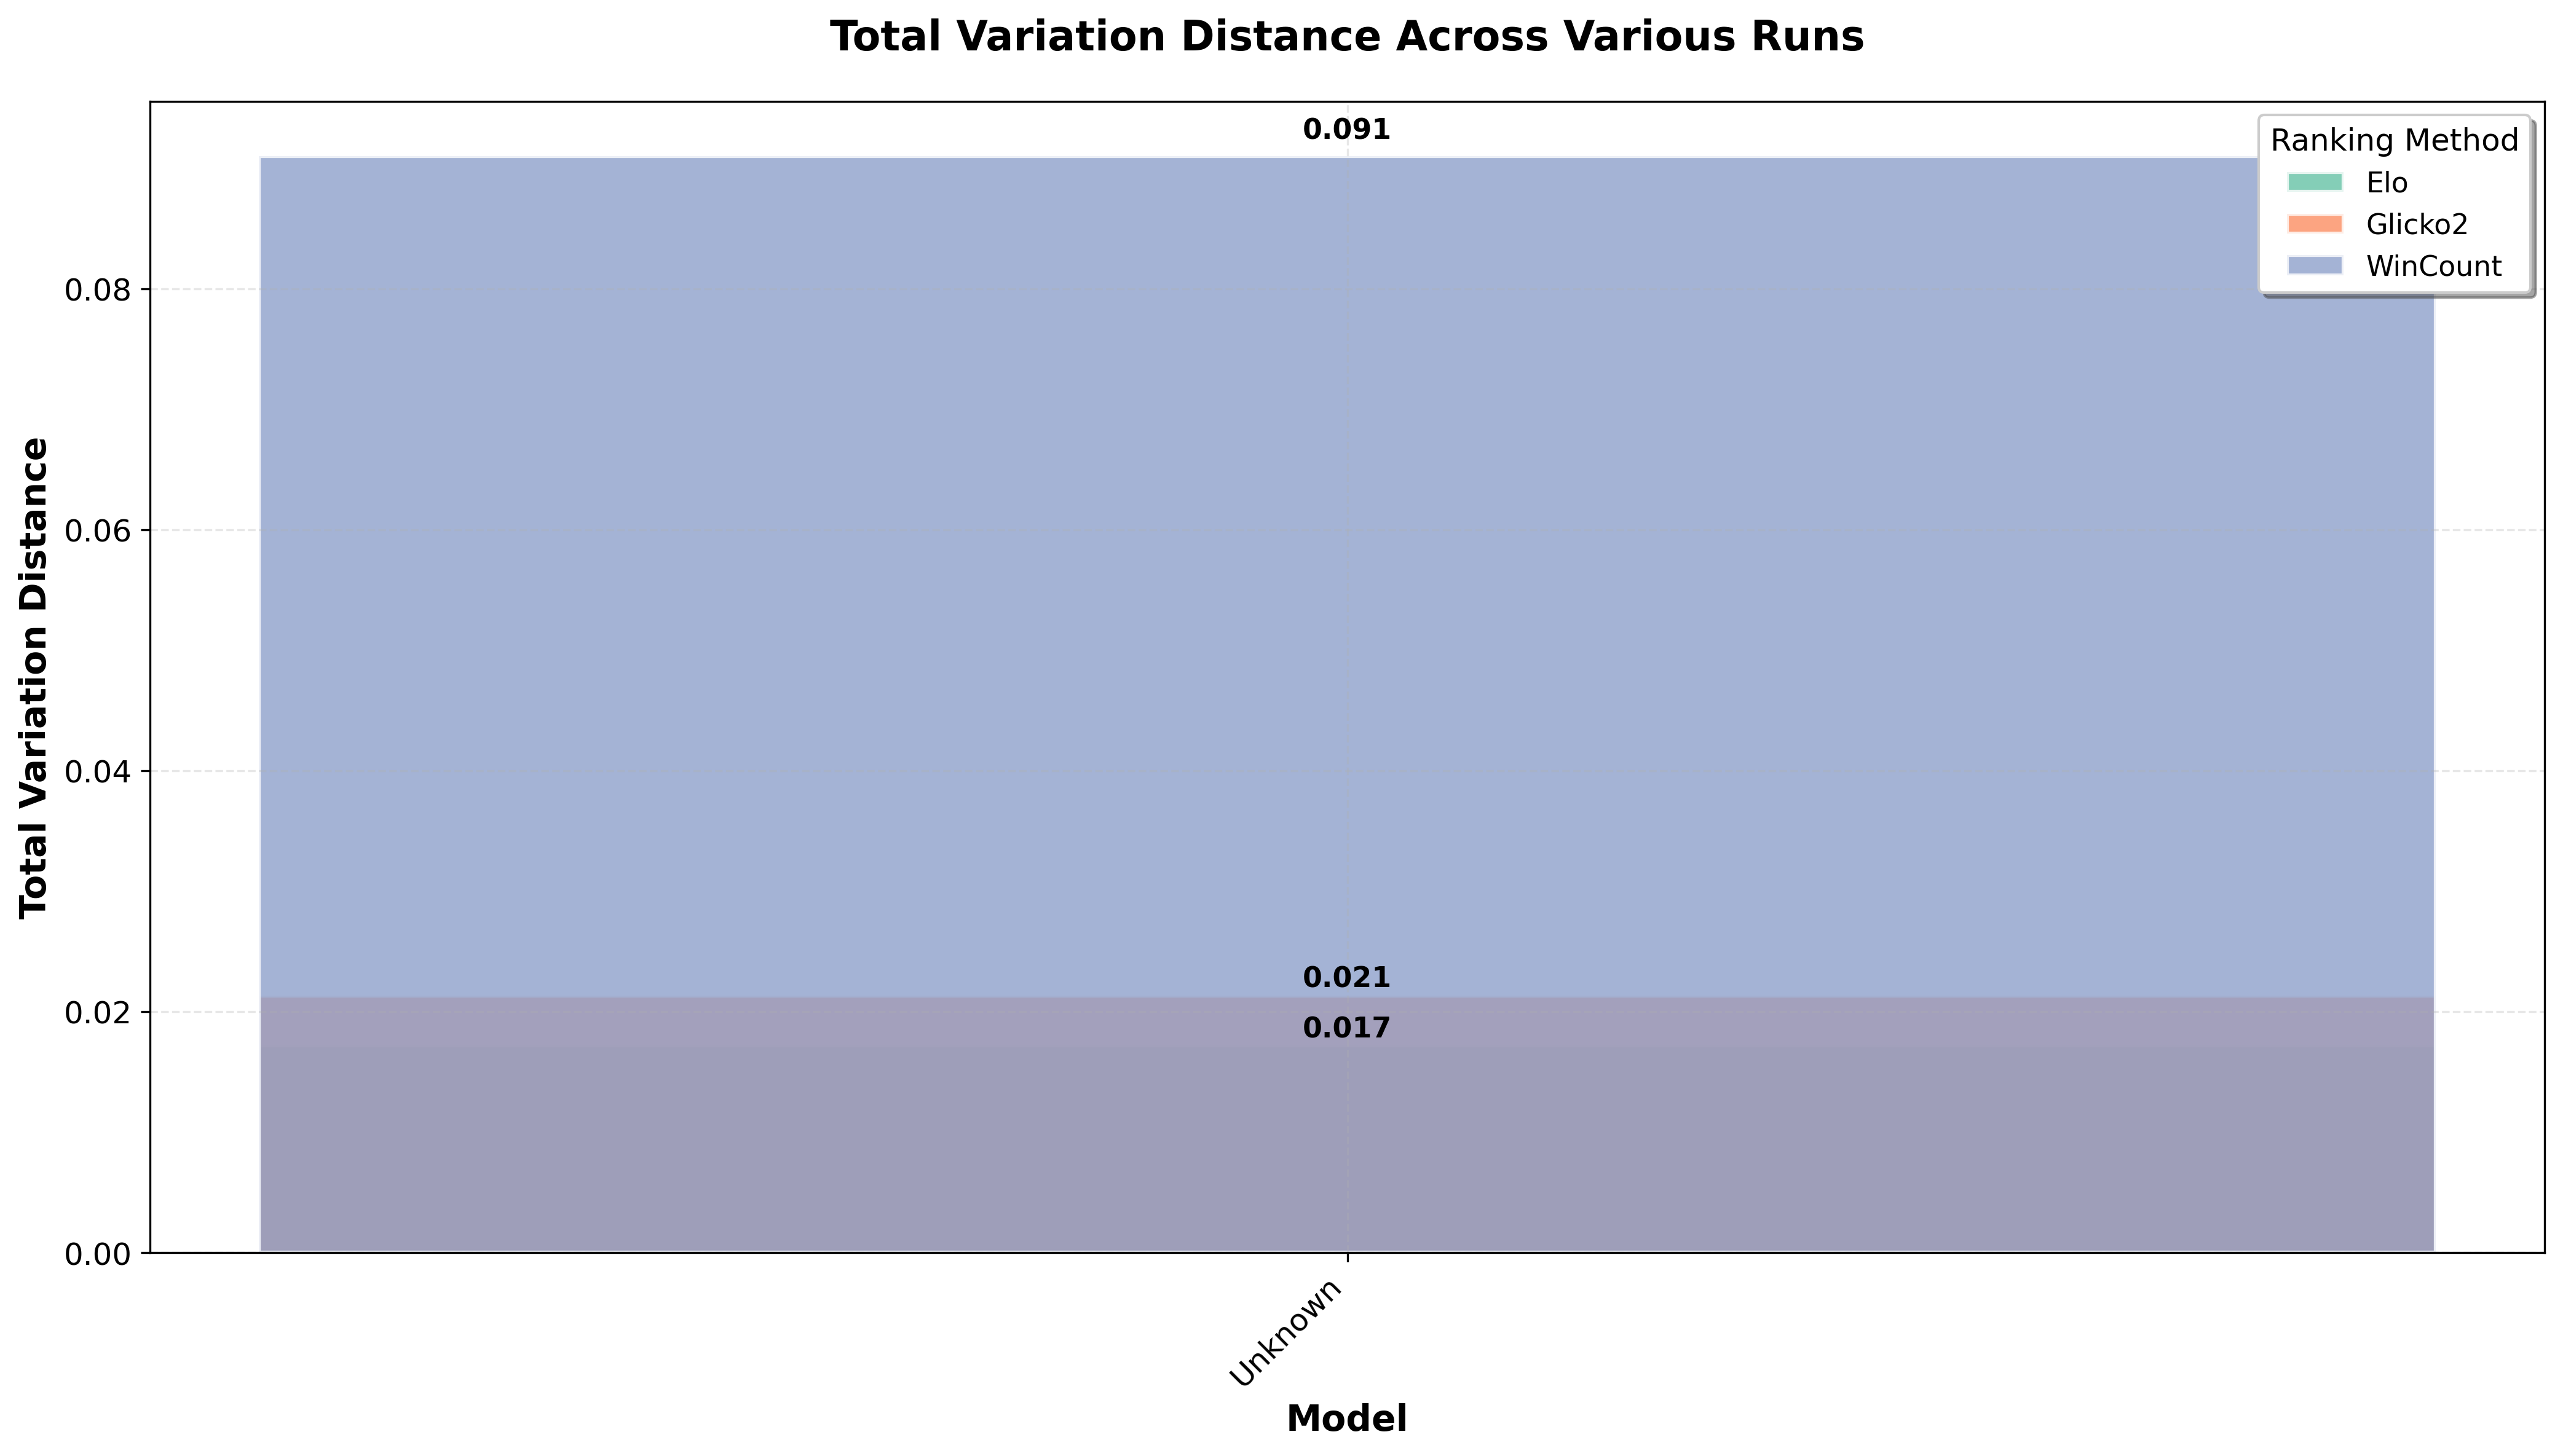 Total Variation Distance Across Various Runs
0.091
Ranking Method
Elo
Glicko2
WinCount
Total Variation Distance
0.08
0.06
0.04
0.02
0.00
0.021
0.017
Unknown
Model